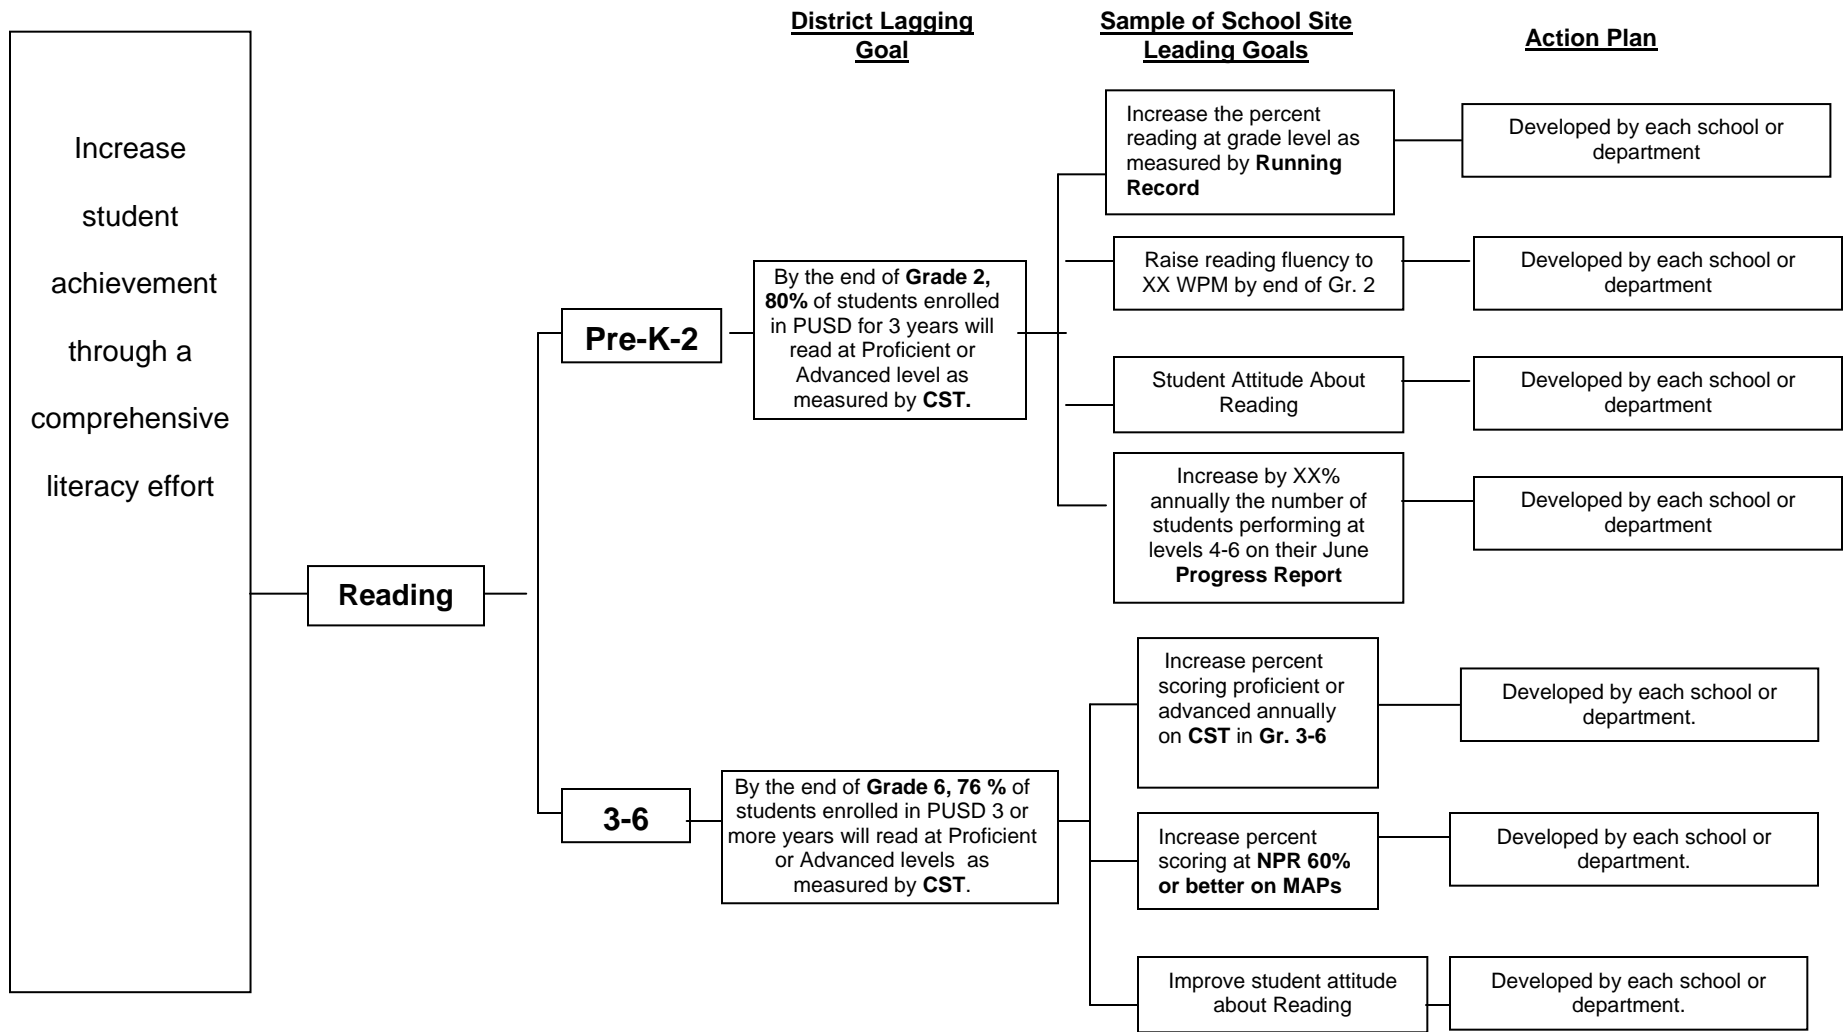 District Lagging
Goal
Sample of School Site
Leading Goals
Action Plan
Increase
student
achievement
through a
comprehensive
literacy effort
Reading
Pre-K-2
By the end of Grade 2,
80% of students enrolled
in PUSD for 3 years will
read at Proficient or
Advanced level as
measured by CST.
Increase the percent
reading at grade level as
measured by Running
Record
Developed by each school or
department
Raise reading fluency to
XX WPM by end of Gr. 2
Developed by each school or
department
Student Attitude About
Reading
Developed by each school or
department
Increase by XX%
annually the number of
students performing at
levels 4-6 on their June
Progress Report
Developed by each school or
department
3-6
By the end of Grade 6, 76 % of
students enrolled in PUSD 3 or
more years will read at Proficient
or Advanced levels as
measured by CST.
Increase percent
scoring proficient or
advanced annually
on CST in Gr. 3-6
Developed by each school or
department.
Increase percent
scoring at NPR 60%
or better on MAPs
Developed by each school or
department.
Improve student attitude
about Reading
Developed by each school or
department.